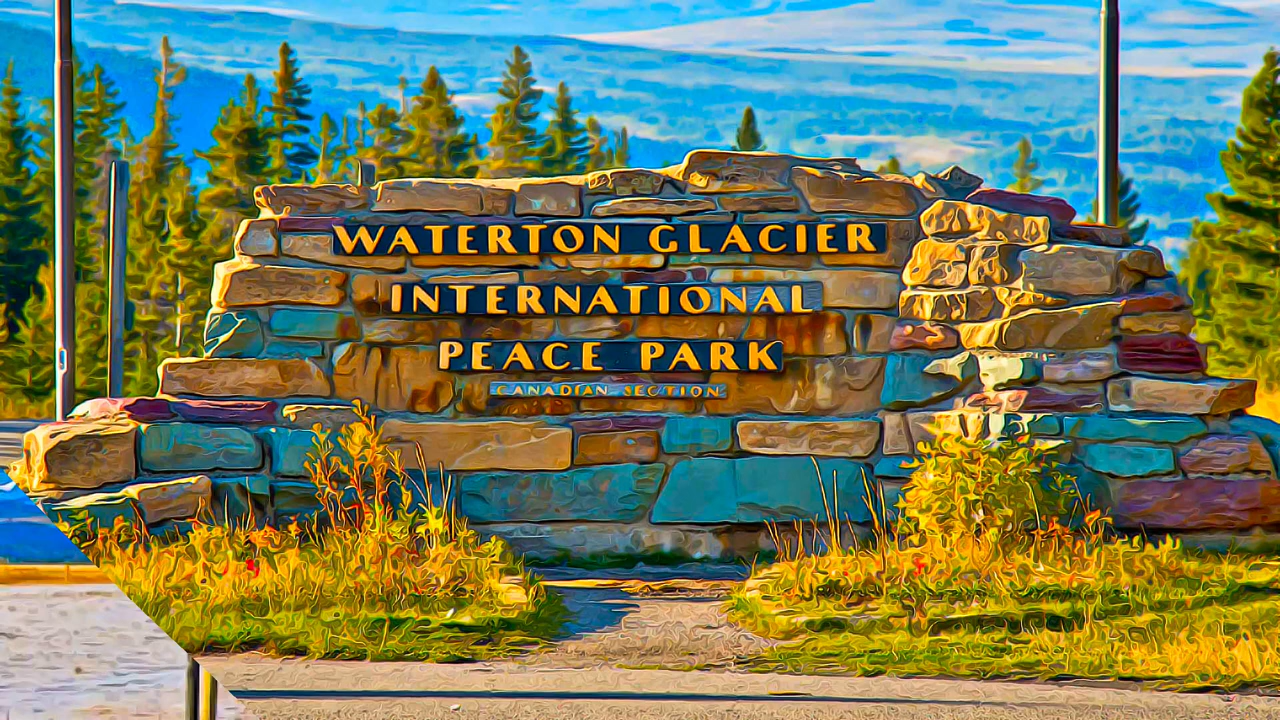 WATERTON GLACIER
INTERNATIONAL
PEACE PARK
CANADIAN SECTION